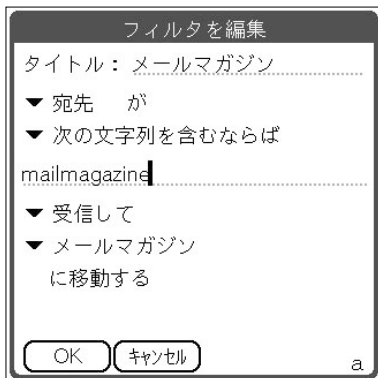 フィルタを編集
タイトル： メールマガジン
▼ 宛先 が
▼ 次の文字列を含むならば
mailmagazine
▼ 受信して
▼ メールマガジン
に移動する
OK キャンセル a